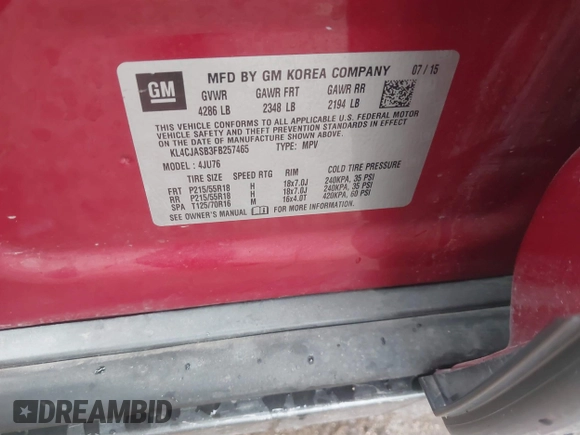 GM
MFD BY GM KOREA COMPANY 07/15
GVWR GAWR FRT GAWR RR
4286 LB 2348 LB 2194 LB
THIS VEHICLE CONFORMS TO ALL APPLICABLE U.S. FEDERAL MOTOR
VEHICLE SAFETY AND THEFT PREVENTION STANDARDS IN EFFECT
ON THE DATE OF MANUFACTURE SHOWN ABOVE.
KL4CJASB3FB257465 TYPE: MPV
MODEL: 4JU76
TIRE SIZE SPEED RTG RIM COLD TIRE PRESSURE
FRT P215/55R18 H 18x7.0J 240KPA, 35 PSI
RR P215/55R18 H 18x7.0J 240KPA, 35 PSI
SPA T125/70R16 M 16x4.0T 420KPA, 60 PSI
SEE OWNER'S MANUAL FOR MORE INFORMATION.
DREAMBID